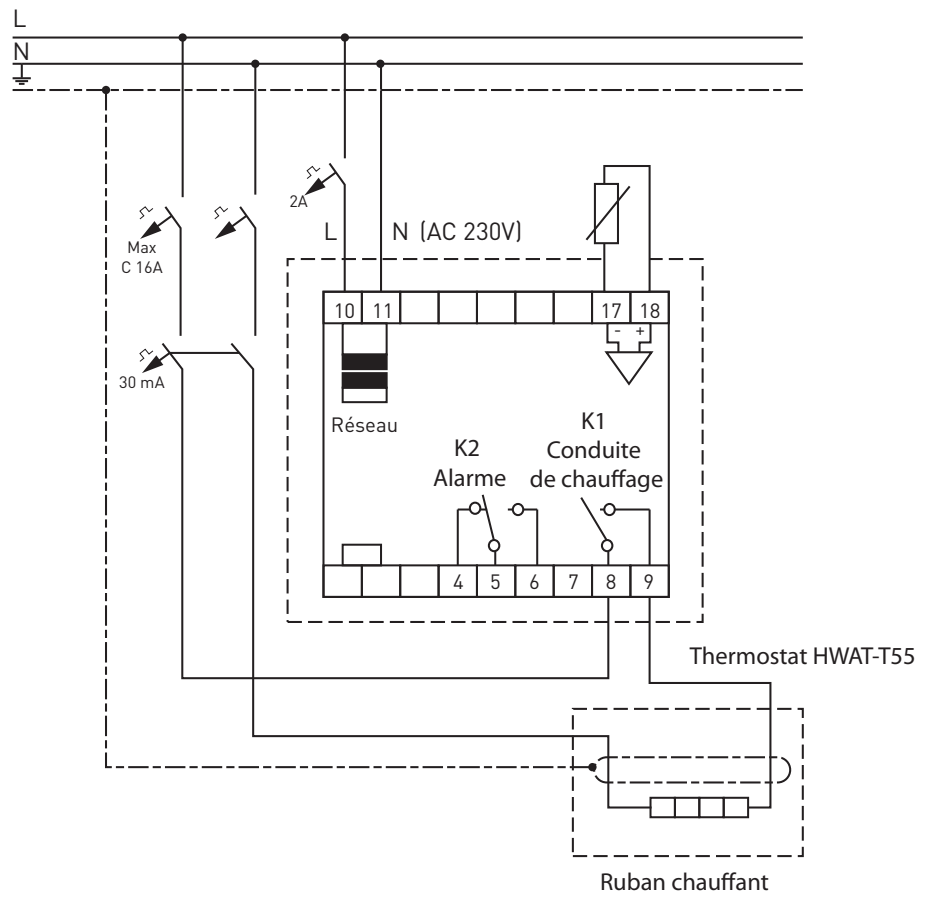 L
N
2A
L
N (AC 230V)
Max
C 16A
30 mA
10
11
17
18
- +
Réseau
K2
Alarme
K1
Conduite
de chauffage
4
5
6
7
8
9
Thermostat HWAT-T55
Ruban chauffant